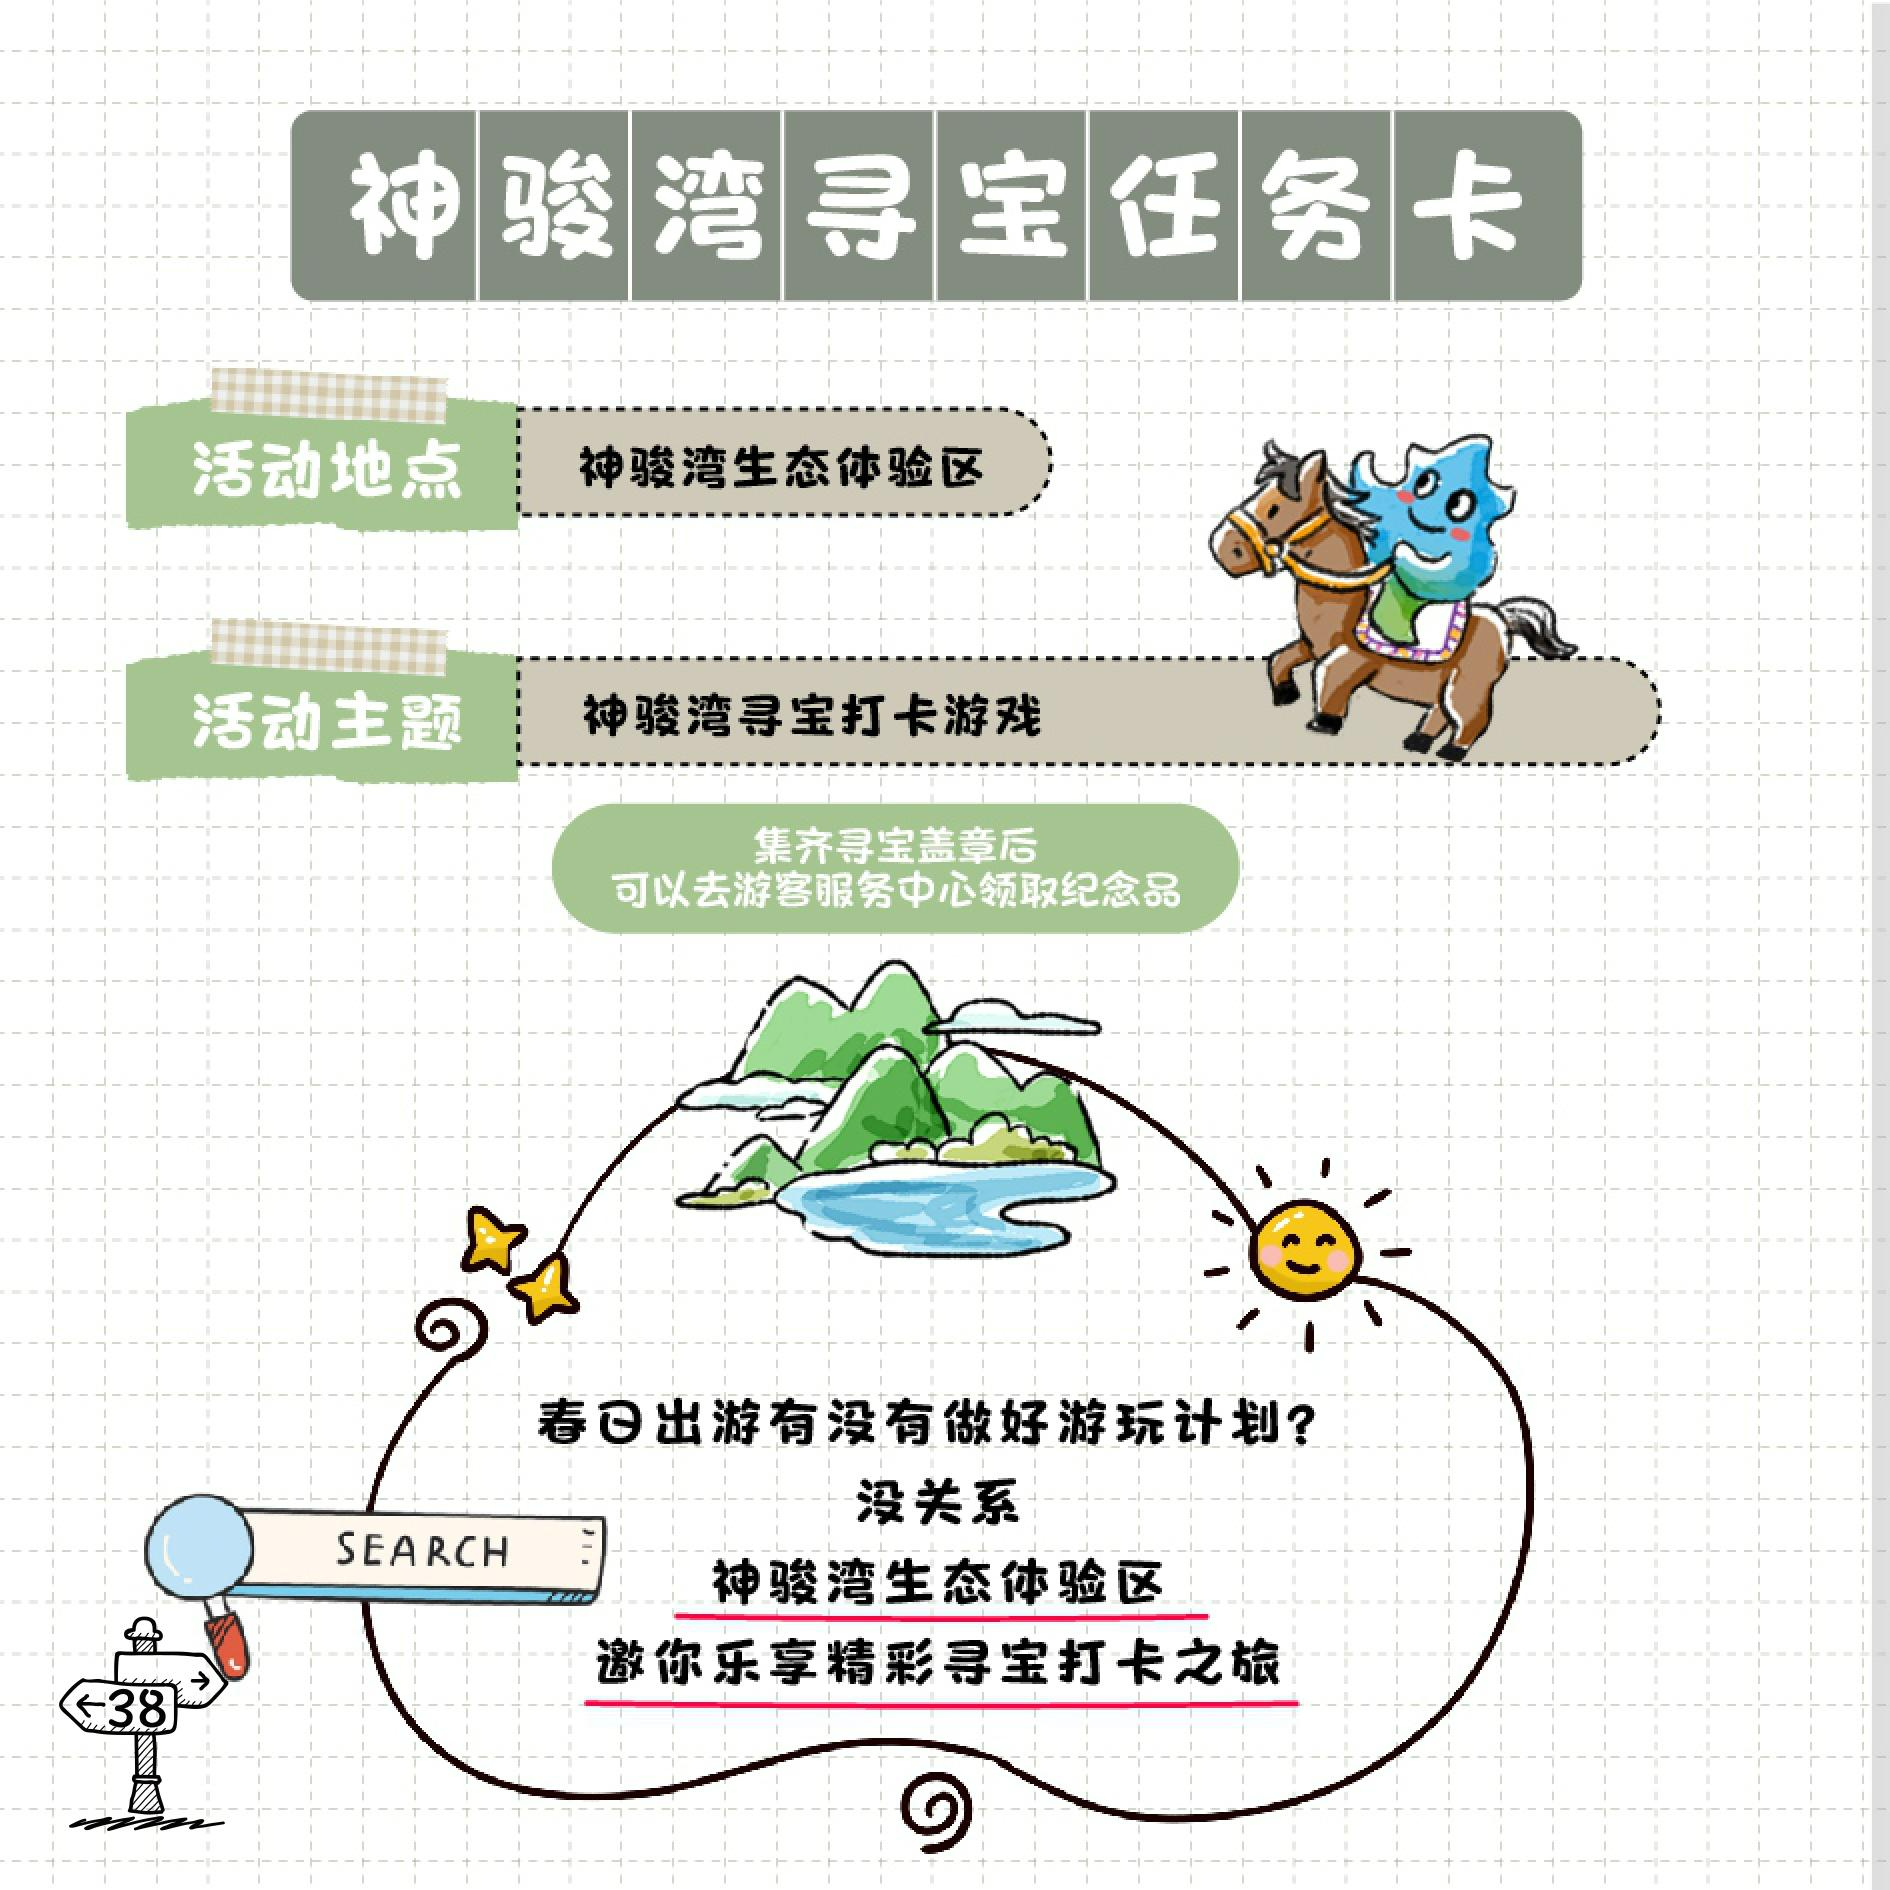 神骏湾寻宝任务卡
活动地点
神骏湾生态体验区
活动主题
神骏湾寻宝打卡游戏
集齐寻宝盖章后
可以去游客服务中心领取纪念品
春日出游有没有做好游玩计划?
没关系
神骏湾生态体验区
SEARCH
邀你乐享精彩寻宝打卡之旅
←38